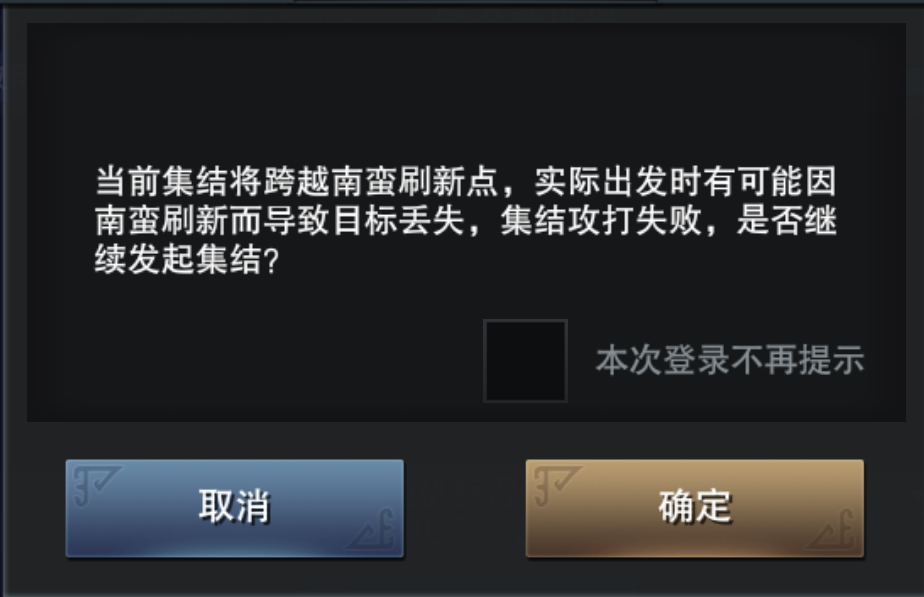 当前集结将跨越南蛮刷新点，实际出发时有可能因
南蛮刷新而导致目标丢失，集结攻打失败，是否继
续发起集结?
本次登录不再提示
取消
确定